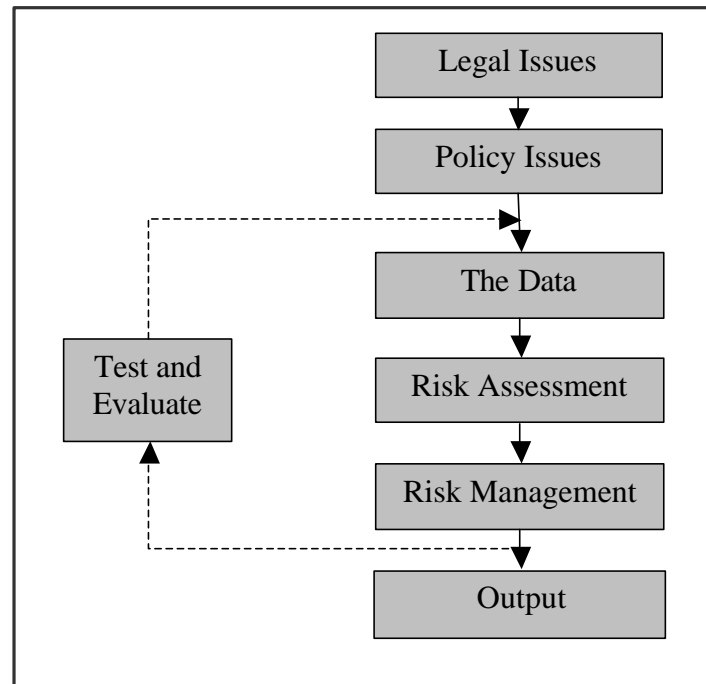 Legal Issues
Policy Issues
The Data
Test and
Evaluate
Risk Assessment
Risk Management
Output